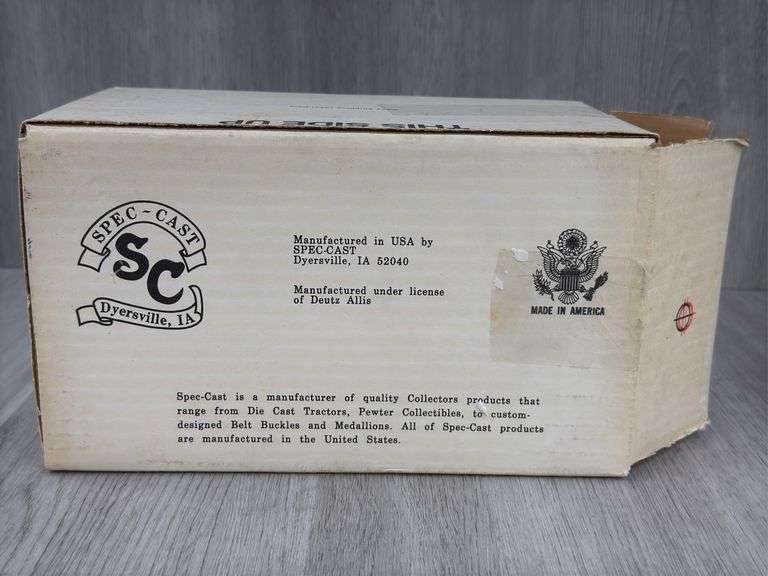 THIS SIDE UP
SPEC-CAST
SC
Dyersville, IA
Manufactured in USA by
SPEC-CAST
Dyersville, IA 52040
Manufactured under license
of Deutz Allis
MADE IN AMERICA
Spec-Cast is a manufacturer of quality Collectors products that
range from Die Cast Tractors, Pewter Collectibles, to custom-
designed Belt Buckles and Medallions. All of Spec-Cast products
are manufactured in the United States.